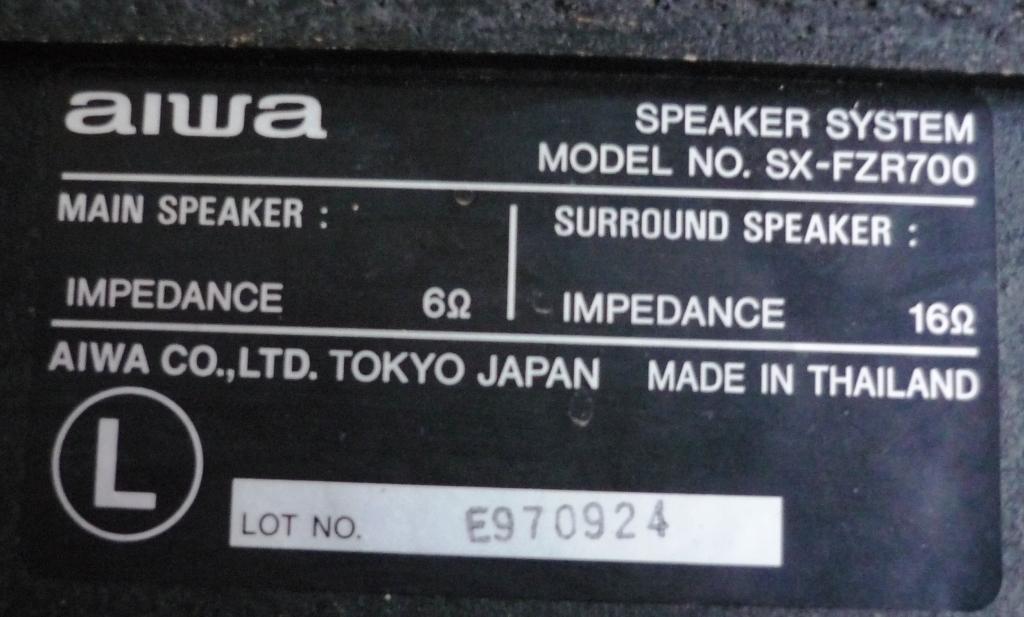 aiwa
SPEAKER SYSTEM
MODEL NO. SX-FZR700
MAIN SPEAKER :
IMPEDANCE 6Ω
SURROUND SPEAKER :
IMPEDANCE 16Ω
AIWA CO.,LTD. TOKYO JAPAN MADE IN THAILAND
L
LOT NO. E970924